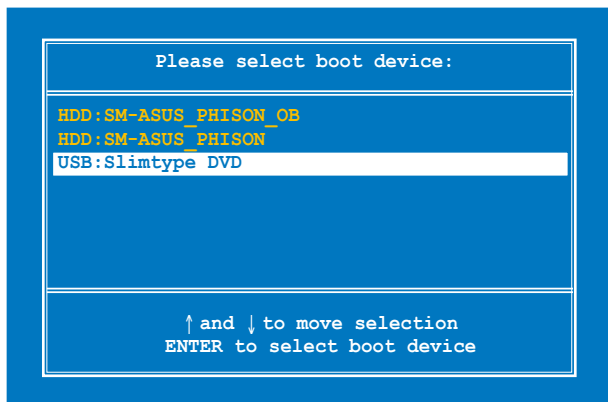 Please select boot device:
HDD:SM-ASUS_PHISON_OB
HDD:SM-ASUS_PHISON
USB:Slimtype DVD
↑ and ↓ to move selection
ENTER to select boot device